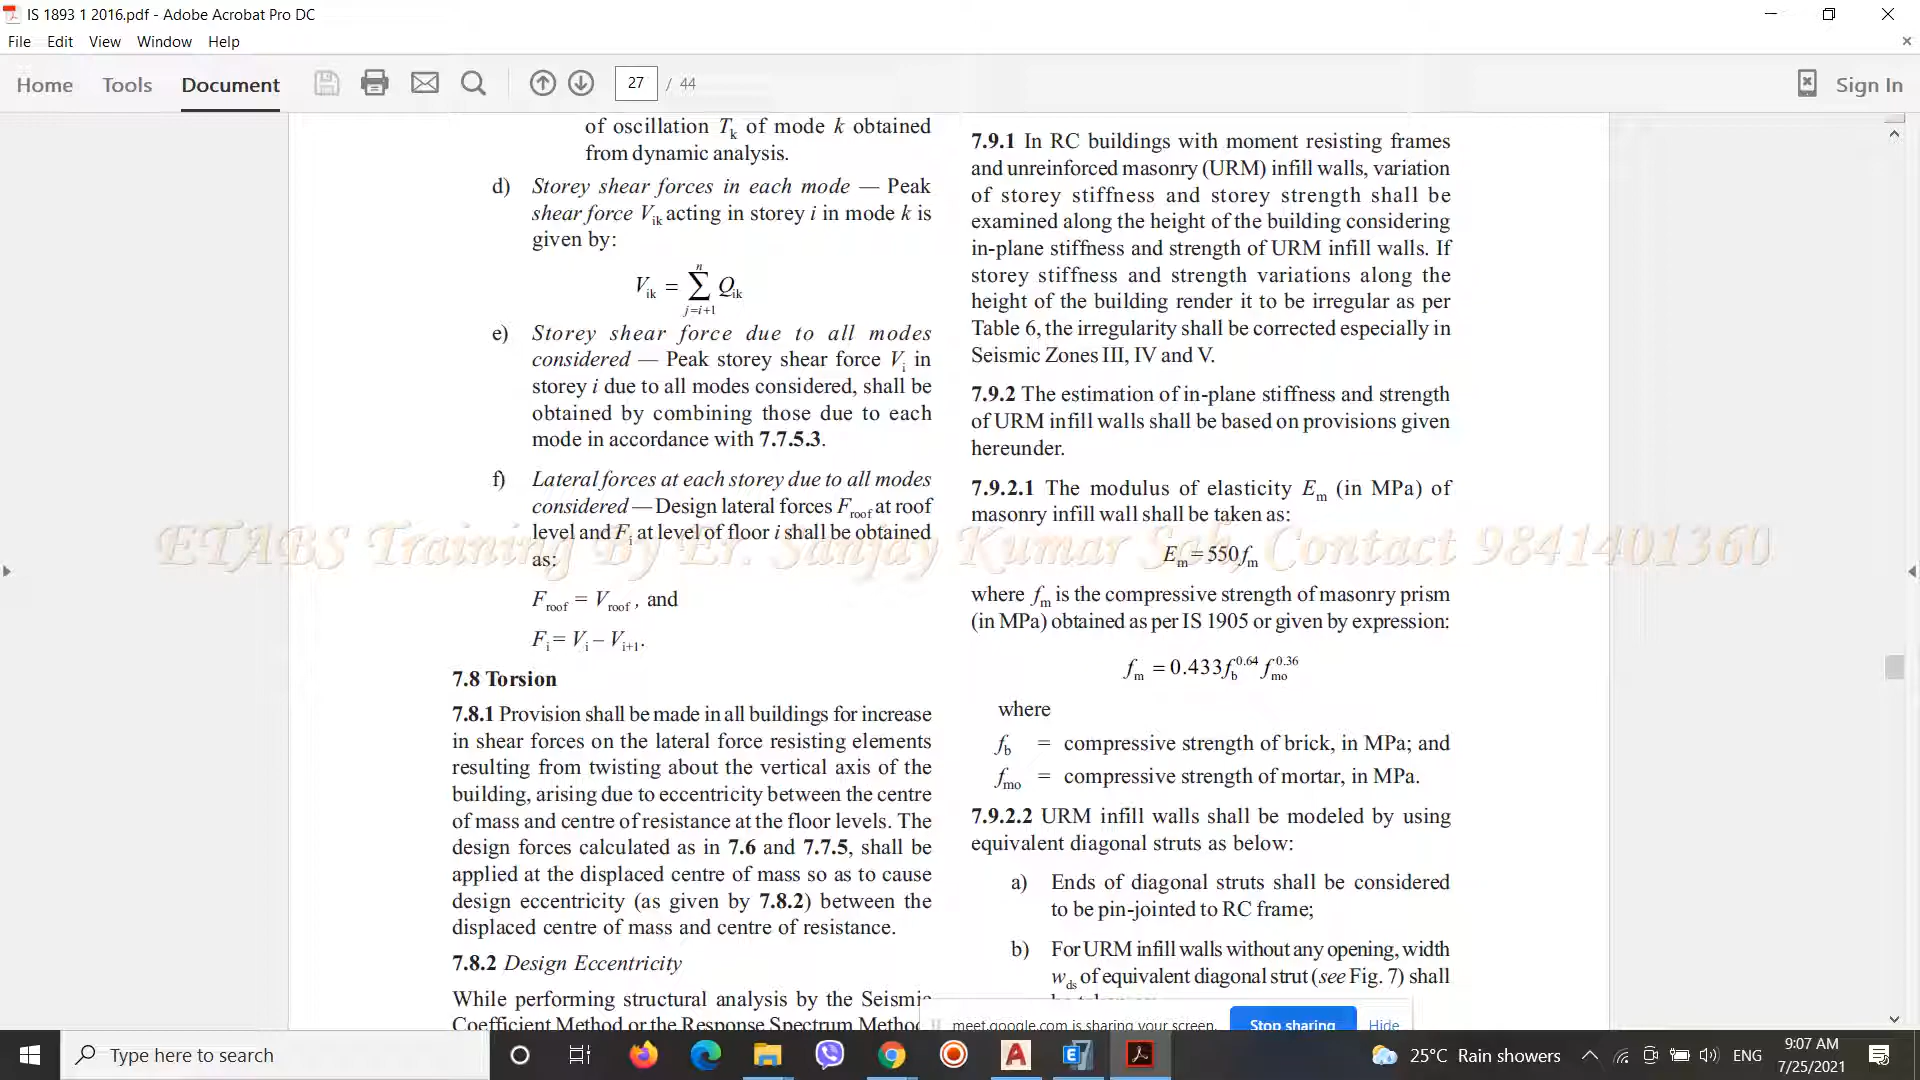 IS 1893 1 2016.pdf - Adobe Acrobat Pro DC
File Edit View Window Help
Home Tools Document 27 / 44 Sign In
of oscillation Tk of mode k obtained
from dynamic analysis.
d) Storey shear forces in each mode — Peak
shear force Vik acting in storey i in mode k is
given by:
Vik = ∑ Qik (j=i+1 to n)
e) Storey shear force due to all modes
considered — Peak storey shear force Vi in
storey i due to all modes considered, shall be
obtained by combining those due to each
mode in accordance with 7.7.5.3.
f) Lateral forces at each storey due to all modes
considered — Design lateral forces Froof at roof
level and Fi at level of floor i shall be obtained
as:
Froof = Vroof , and
Fi = Vi – Vi+1.
7.8 Torsion
7.8.1 Provision shall be made in all buildings for increase
in shear forces on the lateral force resisting elements
resulting from twisting about the vertical axis of the
building, arising due to eccentricity between the centre
of mass and centre of resistance at the floor levels. The
design forces calculated as in 7.6 and 7.7.5, shall be
applied at the displaced centre of mass so as to cause
design eccentricity (as given by 7.8.2) between the
displaced centre of mass and centre of resistance.
7.8.2 Design Eccentricity
While performing structural analysis by the Seismic
Coefficient Method or the Response Spectrum Method
7.9.1 In RC buildings with moment resisting frames
and unreinforced masonry (URM) infill walls, variation
of storey stiffness and storey strength shall be
examined along the height of the building considering
in-plane stiffness and strength of URM infill walls. If
storey stiffness and strength variations along the
height of the building render it to be irregular as per
Table 6, the irregularity shall be corrected especially in
Seismic Zones III, IV and V.
7.9.2 The estimation of in-plane stiffness and strength
of URM infill walls shall be based on provisions given
hereunder.
7.9.2.1 The modulus of elasticity Em (in MPa) of
masonry infill wall shall be taken as:
Em = 550fm
where fm is the compressive strength of masonry prism
(in MPa) obtained as per IS 1905 or given by expression:
fm = 0.433 fb^0.64 fmo^0.36
where
fb = compressive strength of brick, in MPa; and
fmo = compressive strength of mortar, in MPa.
7.9.2.2 URM infill walls shall be modeled by using
equivalent diagonal struts as below:
a) Ends of diagonal struts shall be considered
to be pin-jointed to RC frame;
b) For URM infill walls without any opening, width
wds of equivalent diagonal strut (see Fig. 7) shall
ETABS Training By Er. Sanjay Kumar Sah, Contact 9841401360
meet.google.com is sharing your screen. Stop sharing Hide
Type here to search
25°C Rain showers ENG
9:07 AM
7/25/2021